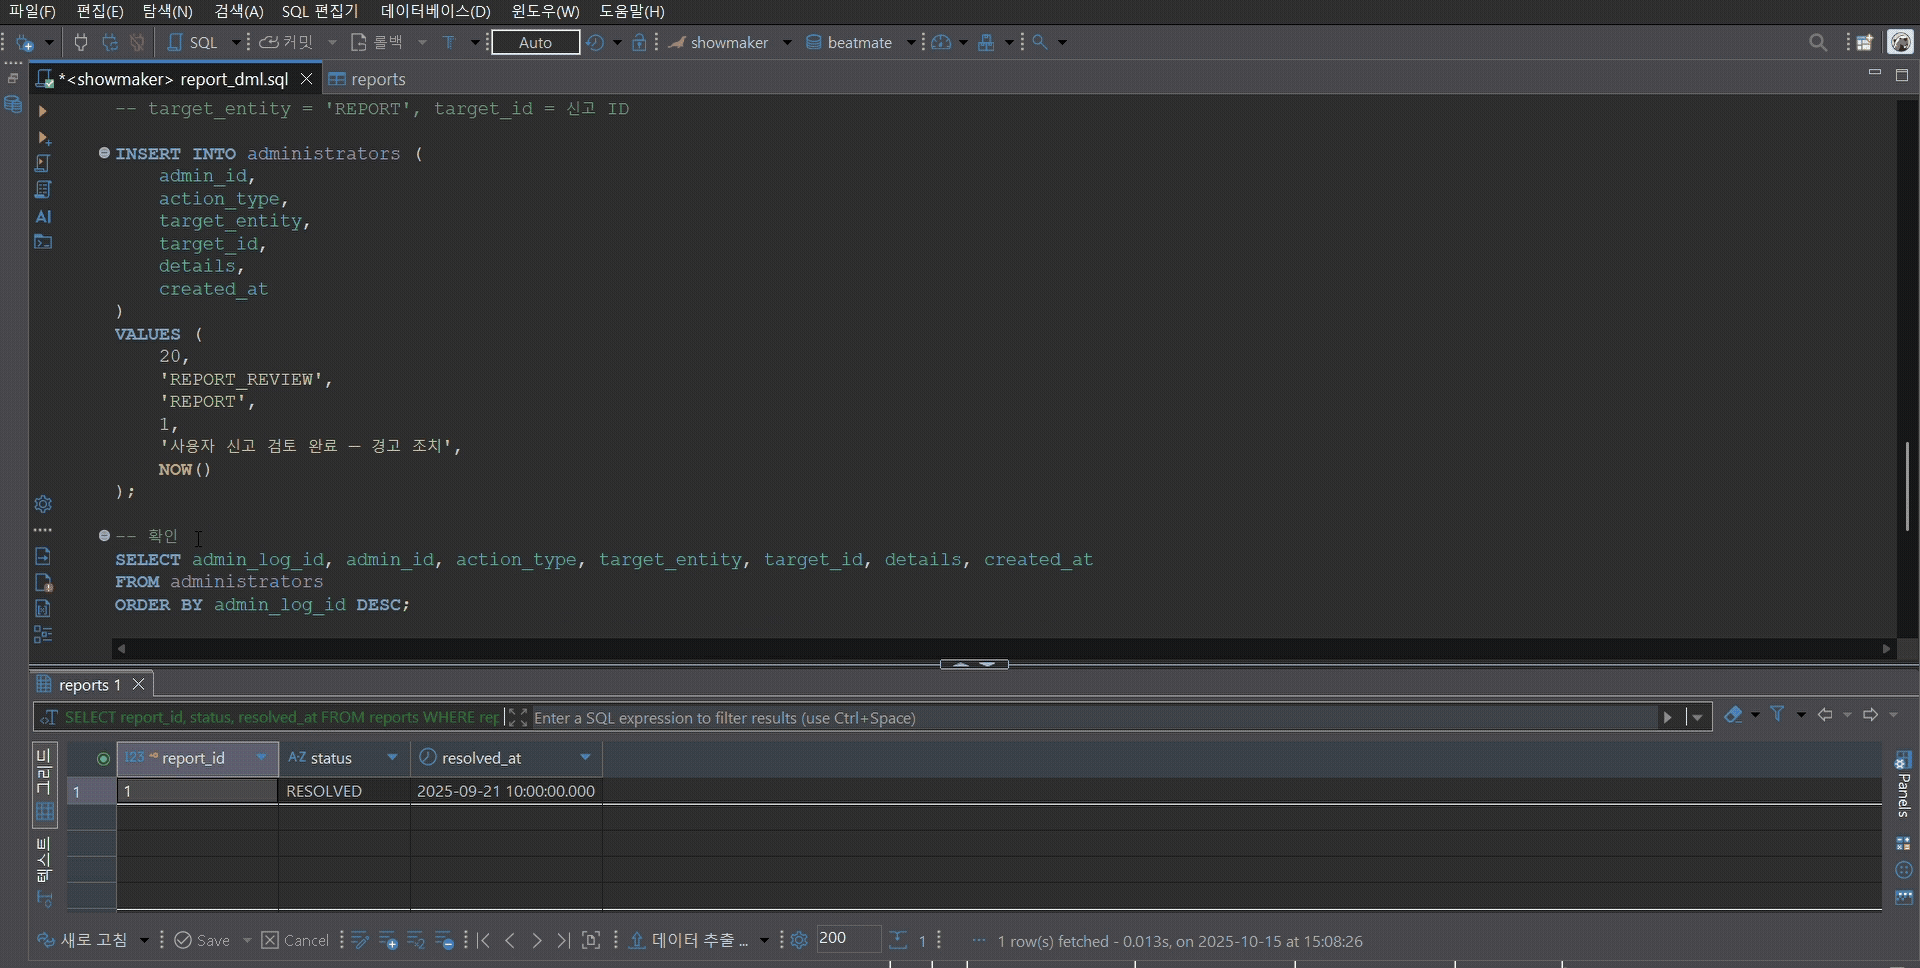 파일(F) 편집(E) 탐색(N) 검색(A) SQL 편집기 데이터베이스(D) 윈도우(W) 도움말(H)
SQL 커밋 롤백 T Auto showmaker beatmate
*<showmaker> report_dml.sql reports
-- target_entity = 'REPORT', target_id = 신고 ID
INSERT INTO administrators (
admin_id,
action_type,
target_entity,
target_id,
details,
created_at
)
VALUES (
20,
'REPORT_REVIEW',
'REPORT',
1,
'사용자 신고 검토 완료 — 경고 조치',
NOW()
);
-- 확인
SELECT admin_log_id, admin_id, action_type, target_entity, target_id, details, created_at
FROM administrators
ORDER BY admin_log_id DESC;
AI
reports 1
SELECT report_id, status, resolved_at FROM reports WHERE rep Enter a SQL expression to filter results (use Ctrl+Space)
그리드
텍스트
123 report_id A-Z status resolved_at
1 1 RESOLVED 2025-09-21 10:00:00.000
Panels
새로 고침 Save Cancel 데이터 추출 ... 200 1 ... 1 row(s) fetched - 0.013s, on 2025-10-15 at 15:08:26